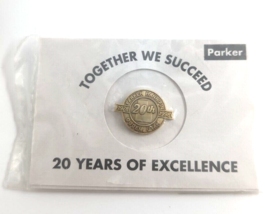 Parker
TOGETHER WE SUCCEED
20th
20 YEARS OF EXCELLENCE